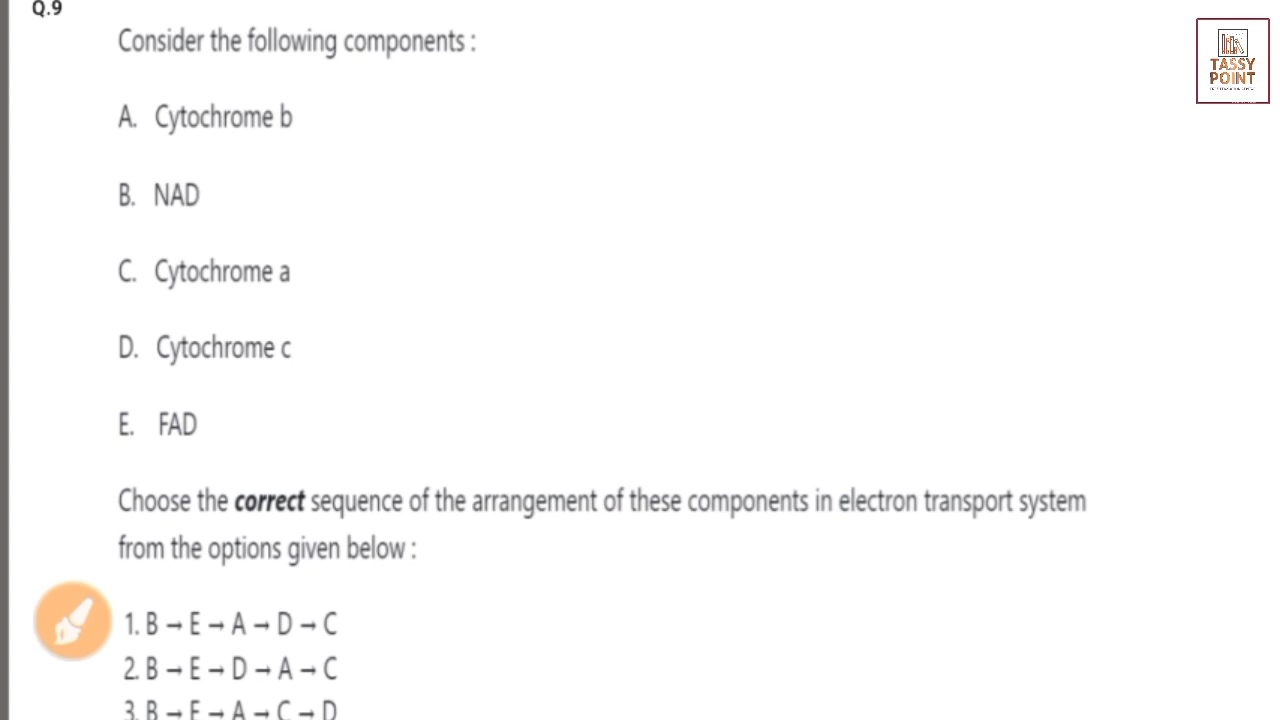 Q.9
Consider the following components :
TASSY
POINT
A. Cytochrome b
B. NAD
C. Cytochrome a
D. Cytochrome c
E. FAD
Choose the correct sequence of the arrangement of these components in electron transport system
from the options given below :
1. B → E → A → D → C
2. B → E → D → A → C
3. B → E → A → C → D